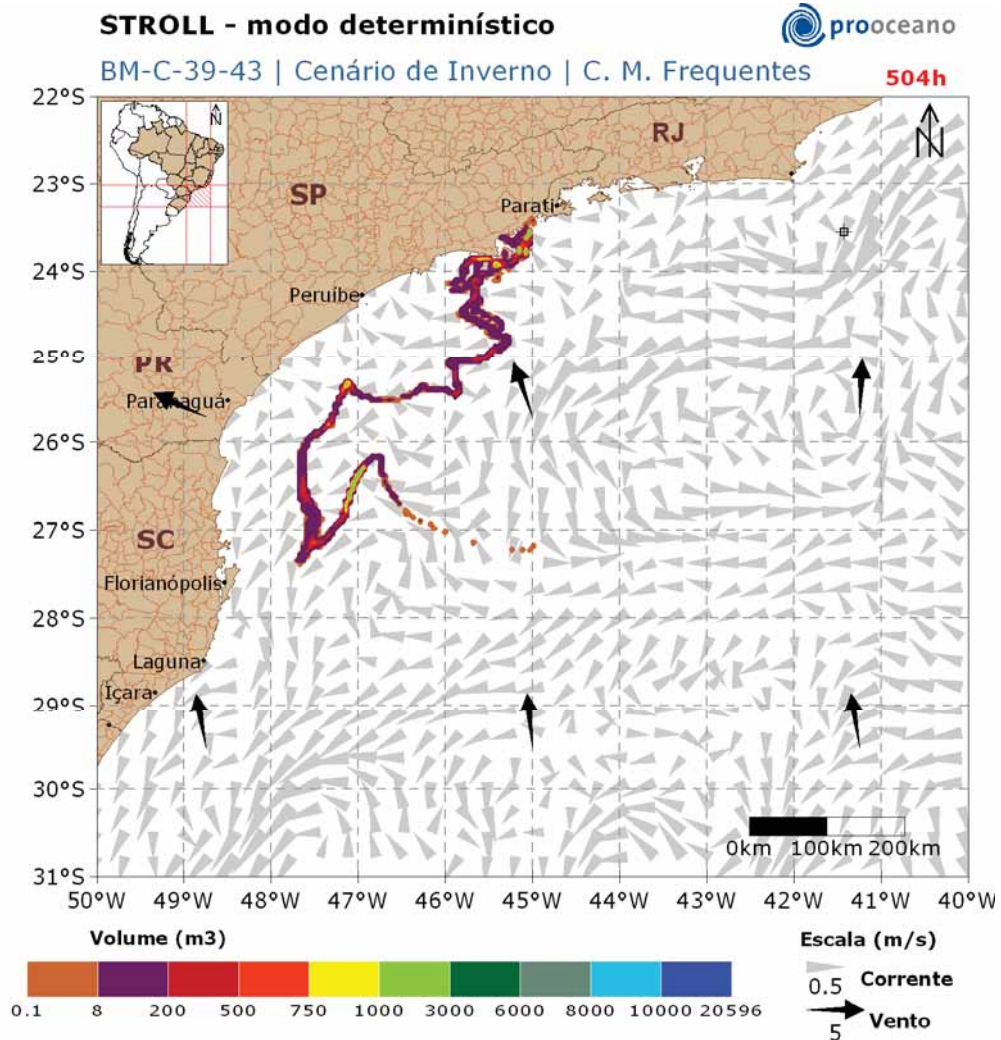 STROLL - modo determinístico
prooceano
BM-C-39-43 | Cenário de Inverno | C. M. Frequentes
504h
22°S
N
RJ
N
23°S
SP
Parati
24°S
Peruíbe
25°S
PR
Paranaguá
26°S
27°S
SC
Florianópolis
28°S
Laguna
Içara
29°S
30°S
0km 100km 200km
31°S
50°W 49°W 48°W 47°W 46°W 45°W 44°W 43°W 42°W 41°W 40°W
Volume (m3)
Escala (m/s)
0.5 Corrente
0.1 8 200 500 750 1000 3000 6000 8000 10000 20596
5 Vento